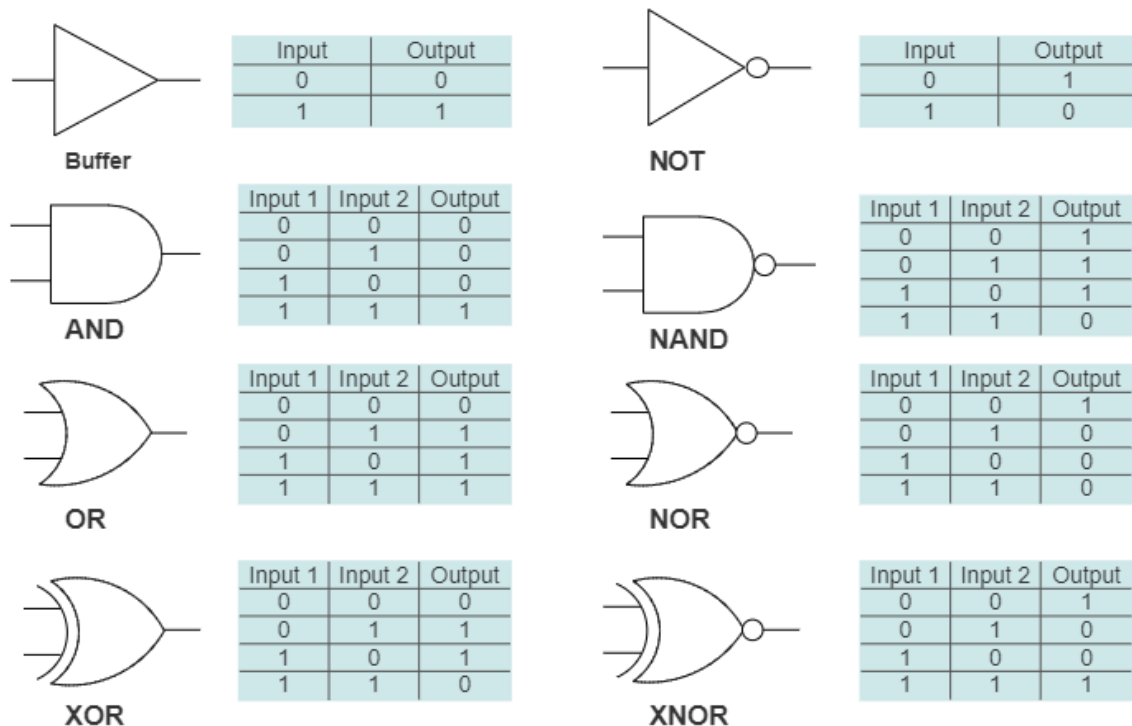 Input Output
0 0
1 1
Buffer
Input Output
0 1
1 0
NOT
Input 1 Input 2 Output
0 0 0
0 1 0
1 0 0
1 1 1
AND
Input 1 Input 2 Output
0 0 1
0 1 1
1 0 1
1 1 0
NAND
Input 1 Input 2 Output
0 0 0
0 1 1
1 0 1
1 1 1
OR
Input 1 Input 2 Output
0 0 1
0 1 0
1 0 0
1 1 0
NOR
Input 1 Input 2 Output
0 0 0
0 1 1
1 0 1
1 1 0
XOR
Input 1 Input 2 Output
0 0 1
0 1 0
1 0 0
1 1 1
XNOR